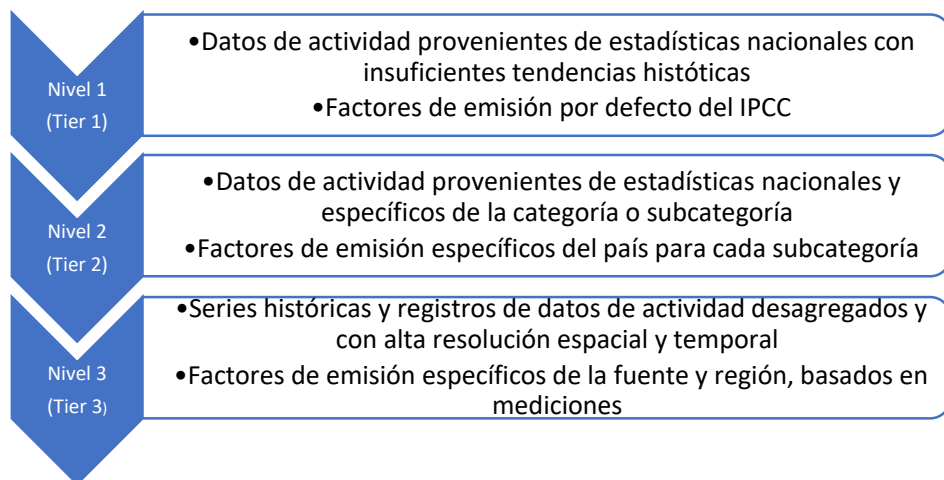 Nivel 1
(Tier 1)
•Datos de actividad provenientes de estadísticas nacionales con
insuficientes tendencias históticas
•Factores de emisión por defecto del IPCC
Nivel 2
(Tier 2)
•Datos de actividad provenientes de estadísticas nacionales y
específicos de la categoría o subcategoría
•Factores de emisión específicos del país para cada subcategoría
Nivel 3
(Tier 3)
•Series históricas y registros de datos de actividad desagregados y
con alta resolución espacial y temporal
•Factores de emisión específicos de la fuente y región, basados en
mediciones